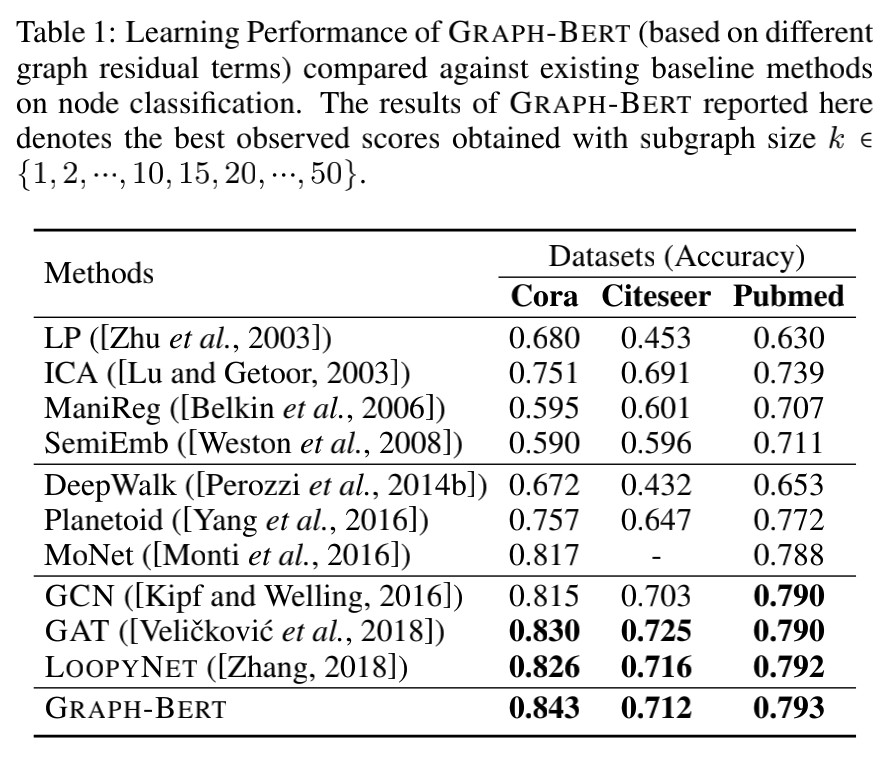 Table 1: Learning Performance of GRAPH-BERT (based on different
graph residual terms) compared against existing baseline methods
on node classification. The results of GRAPH-BERT reported here
denotes the best observed scores obtained with subgraph size k ∈
{1, 2, ···, 10, 15, 20, ···, 50}.
Methods Datasets (Accuracy)
Cora Citeseer Pubmed
LP ([Zhu et al., 2003]) 0.680 0.453 0.630
ICA ([Lu and Getoor, 2003]) 0.751 0.691 0.739
ManiReg ([Belkin et al., 2006]) 0.595 0.601 0.707
SemiEmb ([Weston et al., 2008]) 0.590 0.596 0.711
DeepWalk ([Perozzi et al., 2014b]) 0.672 0.432 0.653
Planetoid ([Yang et al., 2016]) 0.757 0.647 0.772
MoNet ([Monti et al., 2016]) 0.817 - 0.788
GCN ([Kipf and Welling, 2016]) 0.815 0.703 0.790
GAT ([Veličković et al., 2018]) 0.830 0.725 0.790
LOOPYNET ([Zhang, 2018]) 0.826 0.716 0.792
GRAPH-BERT 0.843 0.712 0.793